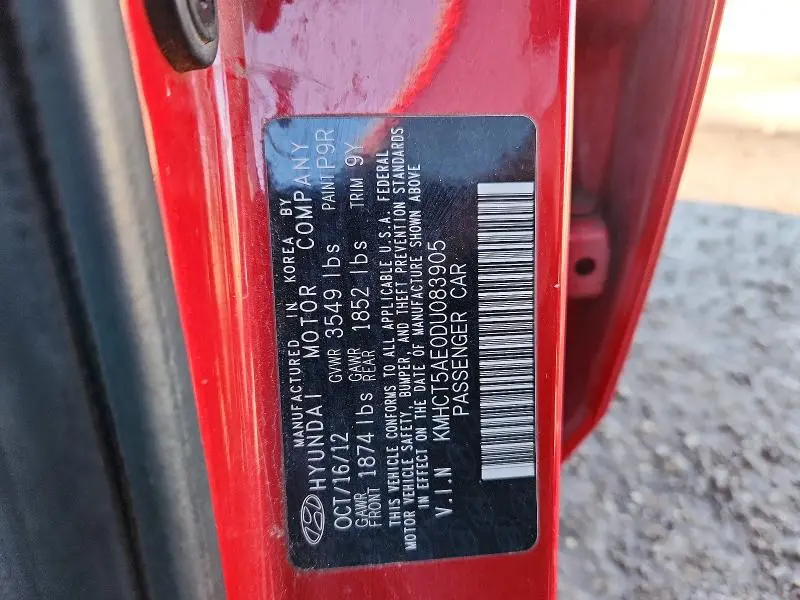 MANUFACTURED IN KOREA BY
HYUNDAI MOTOR COMPANY
OCT/16/12 GVWR 3549 lbs PAINT P9R
GAWR FRONT 1874 lbs GAWR REAR 1852 lbs TRIM 9Y
THIS VEHICLE CONFORMS TO ALL APPLICABLE U.S.A. FEDERAL
MOTOR VEHICLE SAFETY, BUMPER, AND THEFT PREVENTION STANDARDS
IN EFFECT ON THE DATE OF MANUFACTURE SHOWN ABOVE
V.I.N KMHCT5AE0DU083905
PASSENGER CAR